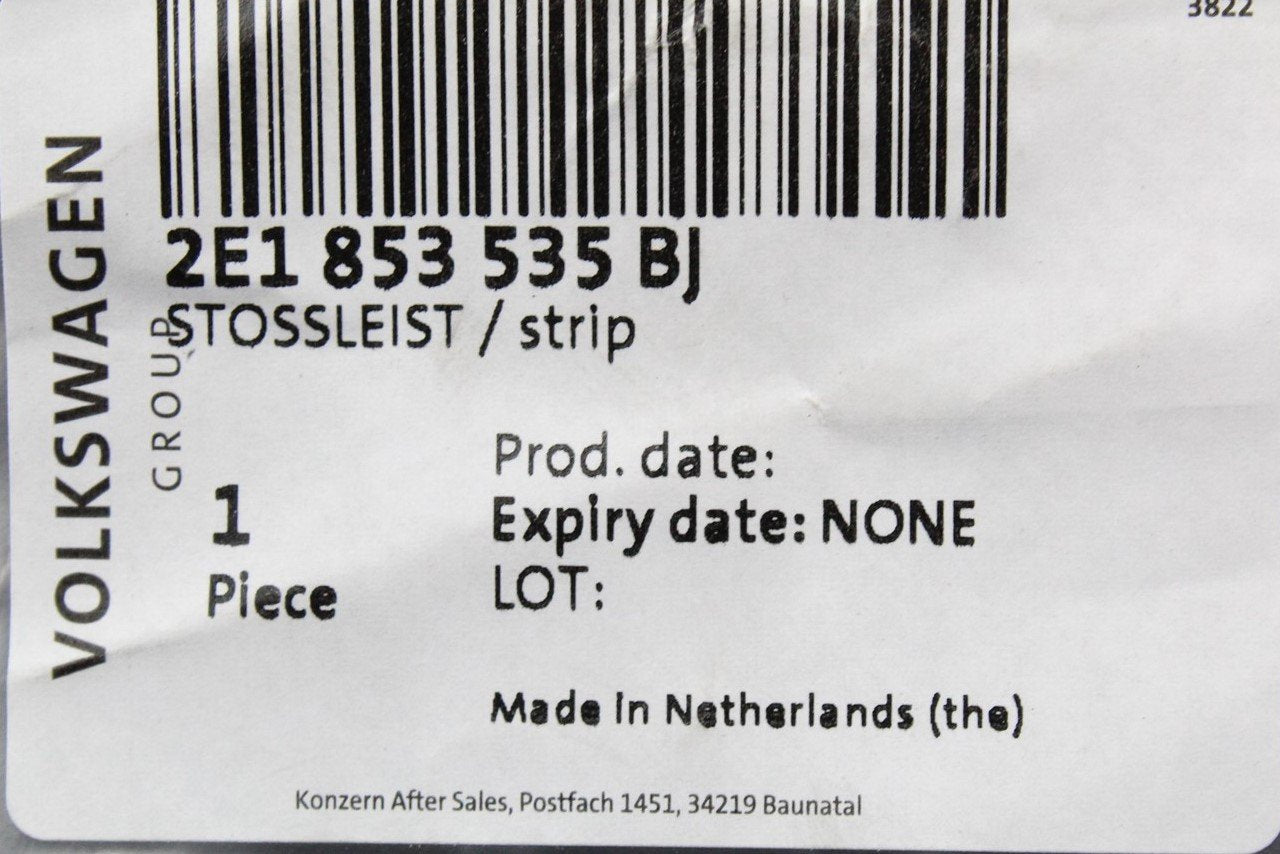 3822
VOLKSWAGEN
GROUP
2E1 853 535 BJ
STOSSLEIST / strip
1
Piece
Prod. date:
Expiry date: NONE
LOT:
Made in Netherlands (the)
Konzern After Sales, Postfach 1451, 34219 Baunatal